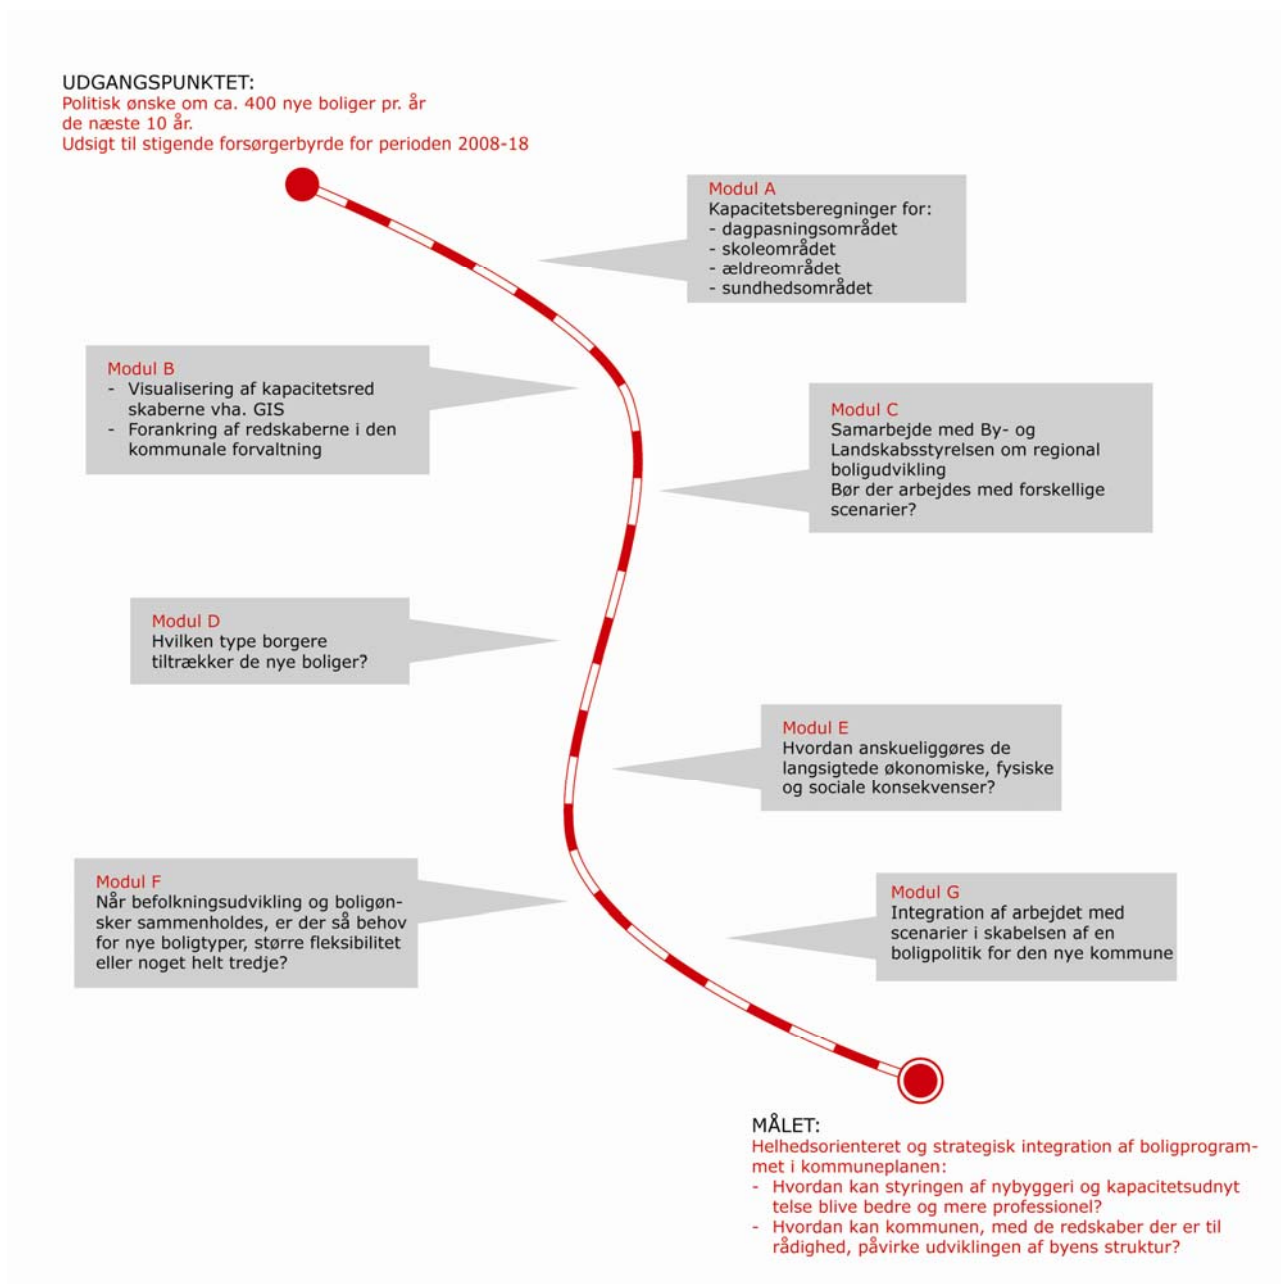 UDGANGSPUNKTET:
Politisk ønske om ca. 400 nye boliger pr. år
de næste 10 år.
Udsigt til stigende forsørgerbyrde for perioden 2008-18
Modul A
Kapacitetsberegninger for:
- dagpasningsområdet
- skoleområdet
- ældreområdet
- sundhedsområdet
Modul B
- Visualisering af kapacitetsred
skaberne vha. GIS
- Forankring af redskaberne i den
kommunale forvaltning
Modul C
Samarbejde med By- og
Landskabsstyrelsen om regional
boligudvikling
Bør der arbejdes med forskellige
scenarier?
Modul D
Hvilken type borgere
tiltrækker de nye boliger?
Modul E
Hvordan anskueliggøres de
langsigtede økonomiske, fysiske
og sociale konsekvenser?
Modul F
Når befolkningsudvikling og boligøn-
sker sammenholdes, er der så behov
for nye boligtyper, større fleksibilitet
eller noget helt tredje?
Modul G
Integration af arbejdet med
scenarier i skabelsen af en
boligpolitik for den nye kommune
MÅLET:
Helhedsorienteret og strategisk integration af boligprogram-
met i kommuneplanen:
- Hvordan kan styringen af nybyggeri og kapacitetsudnyt
telse blive bedre og mere professionel?
- Hvordan kan kommunen, med de redskaber der er til
rådighed, påvirke udviklingen af byens struktur?